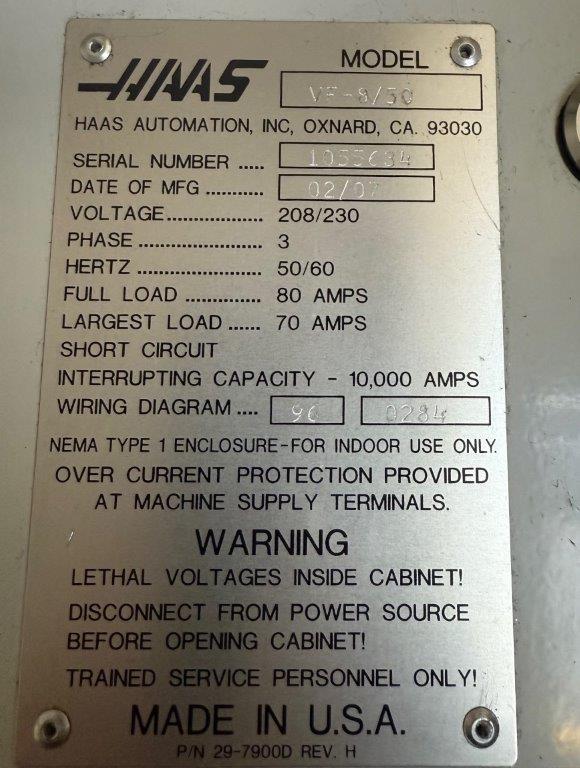 HAAS
MODEL VF-8/50
HAAS AUTOMATION, INC, OXNARD, CA. 93030
SERIAL NUMBER ..... 1055684
DATE OF MFG ........... 02/07
VOLTAGE.................. 208/230
PHASE ....................... 3
HERTZ ....................... 50/60
FULL LOAD .............. 80 AMPS
LARGEST LOAD ...... 70 AMPS
SHORT CIRCUIT
INTERRUPTING CAPACITY - 10,000 AMPS
WIRING DIAGRAM .... 96 0284
NEMA TYPE 1 ENCLOSURE-FOR INDOOR USE ONLY.
OVER CURRENT PROTECTION PROVIDED
AT MACHINE SUPPLY TERMINALS.
WARNING
LETHAL VOLTAGES INSIDE CABINET!
DISCONNECT FROM POWER SOURCE
BEFORE OPENING CABINET!
TRAINED SERVICE PERSONNEL ONLY!
MADE IN U.S.A.
P/N 29-7900D REV. H